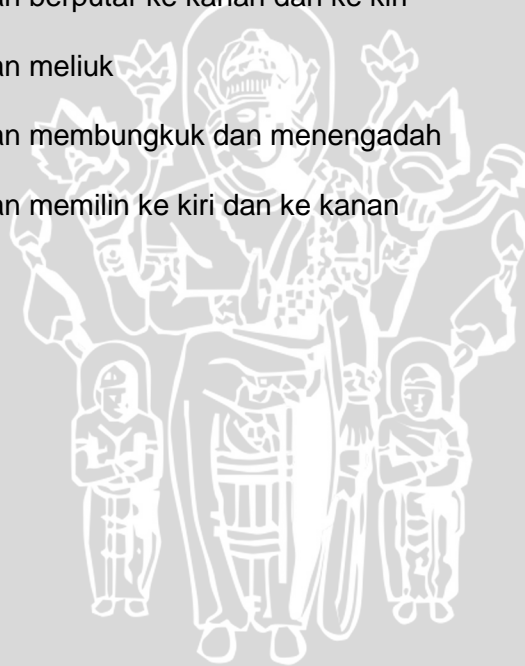 an berputar ke kanan dan ke kiri
an meliuk
an membungkuk dan menengadah
an memilin ke kiri dan ke kanan